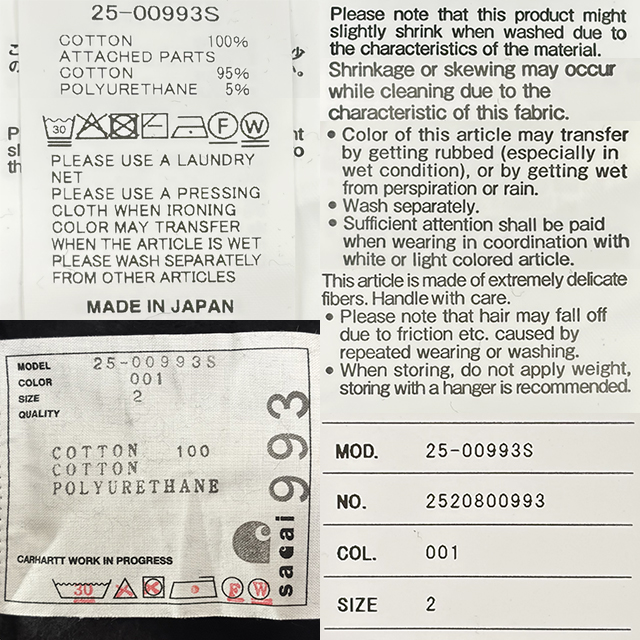 25-00993S
COTTON 100%
ATTACHED PARTS
COTTON 95%
POLYURETHANE 5%
30 F W
PLEASE USE A LAUNDRY
NET
PLEASE USE A PRESSING
CLOTH WHEN IRONING
COLOR MAY TRANSFER
WHEN THE ARTICLE IS WET
PLEASE WASH SEPARATELY
FROM OTHER ARTICLES
MADE IN JAPAN
Please note that this product might
slightly shrink when washed due to
the characteristics of the material.
Shrinkage or skewing may occur
while cleaning due to the
characteristic of this fabric.
• Color of this article may transfer
by getting rubbed (especially in
wet condition), or by getting wet
from perspiration or rain.
• Wash separately.
• Sufficient attention shall be paid
when wearing in coordination with
white or light colored article.
This article is made of extremely delicate
fibers. Handle with care.
• Please note that hair may fall off
due to friction etc. caused by
repeated wearing or washing.
• When storing, do not apply weight,
storing with a hanger is recommended.
MODEL 25-00993S
COLOR 001
SIZE 2
QUALITY
COTTON 100
COTTON
POLYURETHANE
CARHARTT WORK IN PROGRESS
30 F W
sacai 993
MOD. 25-00993S
NO. 2520800993
COL. 001
SIZE 2